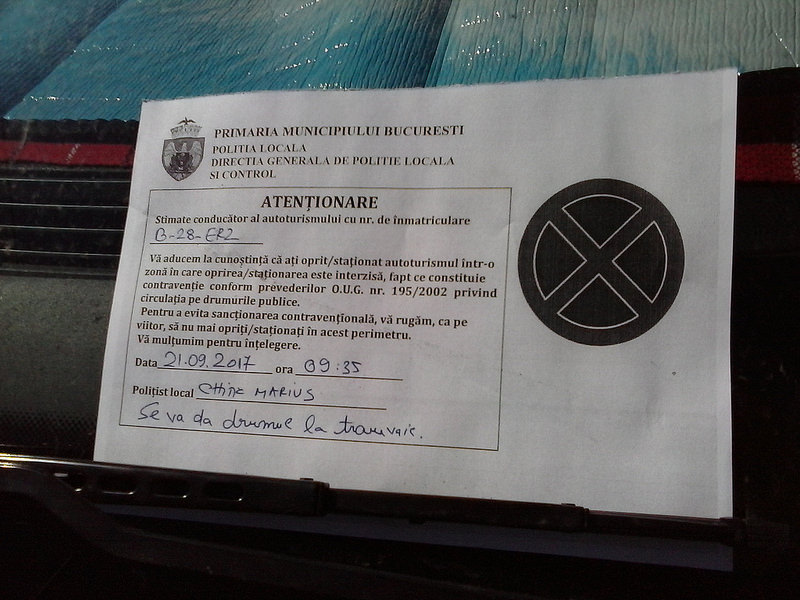 PRIMARIA MUNICIPIULUI BUCURESTI
POLITIA LOCALA
DIRECTIA GENERALA DE POLITIE LOCALA
SI CONTROL
ATENȚIONARE
Stimate conducător al autoturismului cu nr. de înmatriculare
B-28-ERZ
Vă aducem la cunoștință că ați oprit/staționat autoturismul într-o
zonă în care oprirea/staționarea este interzisă, fapt ce constituie
contravenție conform prevederilor O.U.G. nr. 195/2002 privind
circulația pe drumurile publice.
Pentru a evita sancționarea contravențională, vă rugăm, ca pe
viitor, să nu mai opriți/staționați în acest perimetru.
Vă mulțumim pentru înțelegere.
Data 21.09.2017 ora 09:35
Polițist local MARIUS
Se va da drumul la tramvaie.